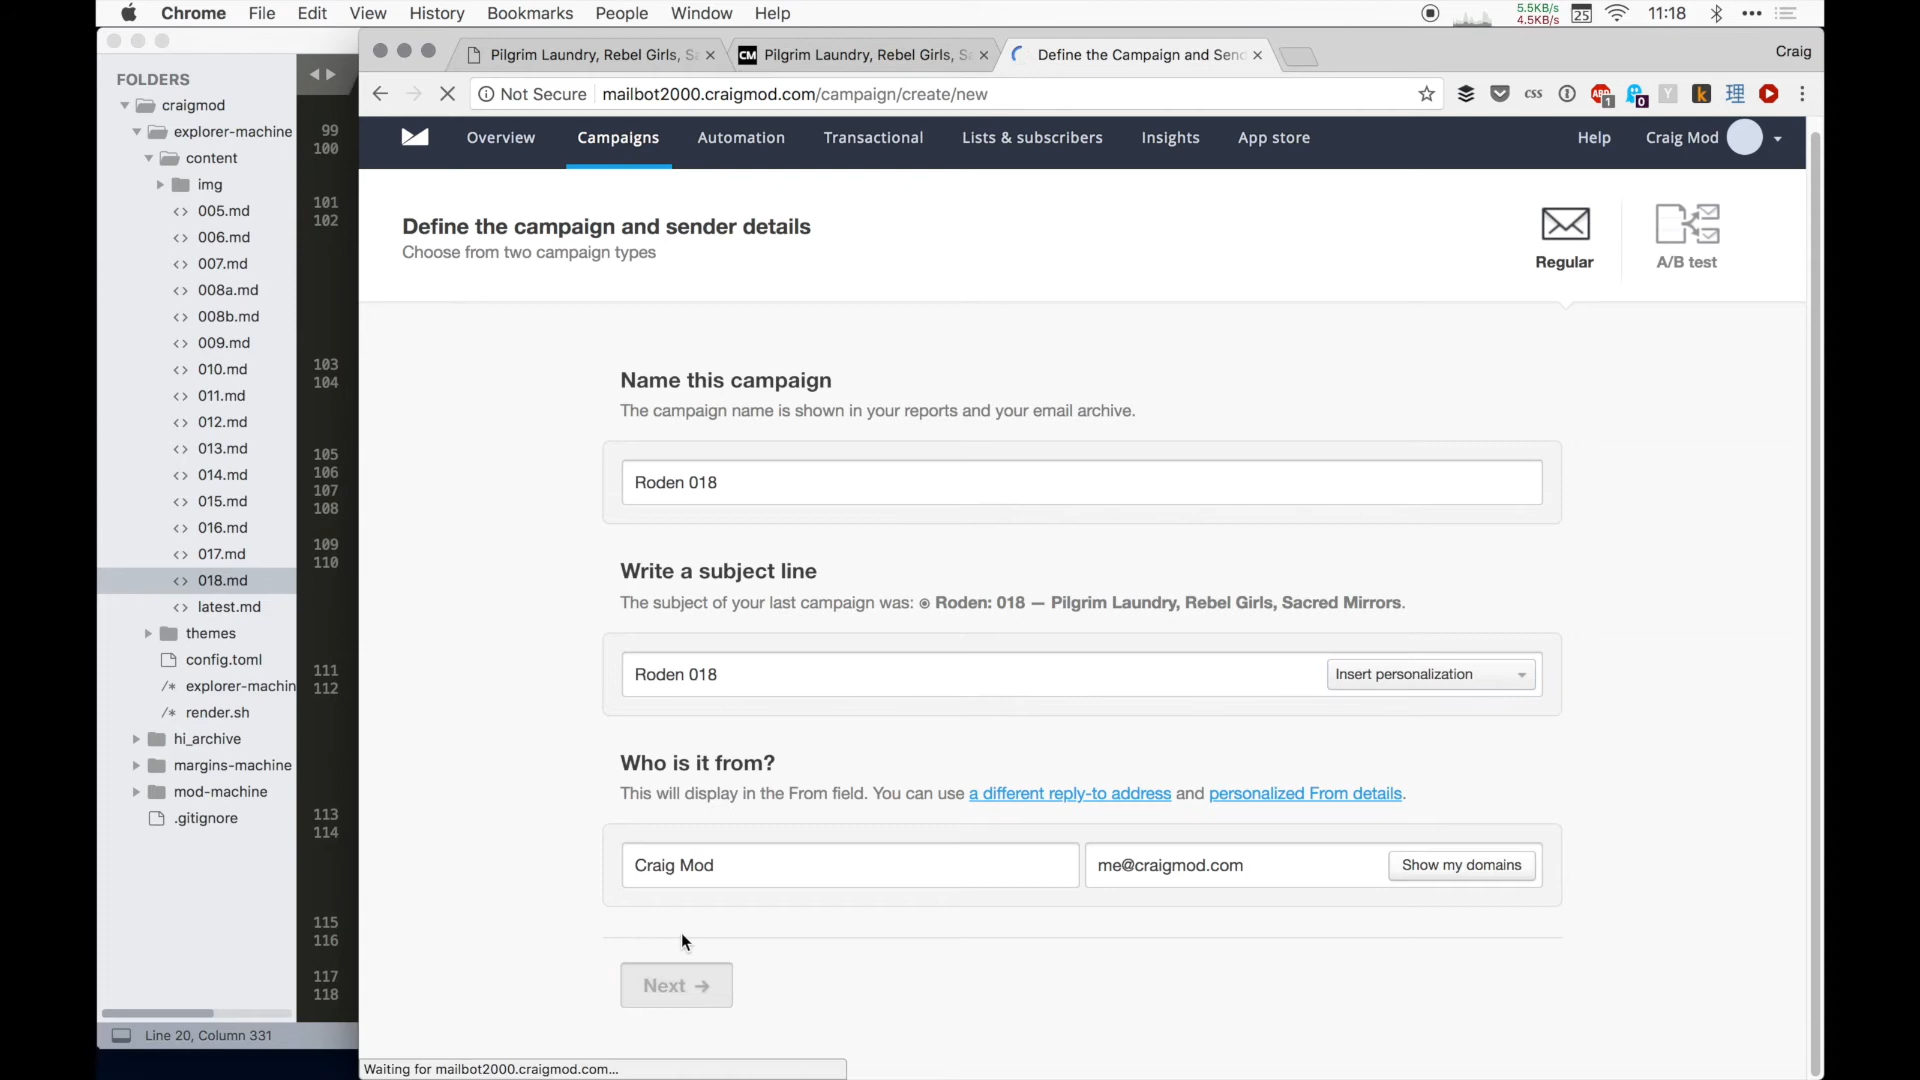 Chrome File Edit View History Bookmarks People Window Help 5.5KB/s 4.5KB/s 25 11:18
Pilgrim Laundry, Rebel Girls, S CM Pilgrim Laundry, Rebel Girls, S Define the Campaign and Send Craig
Not Secure mailbot2000.craigmod.com/campaign/create/new css ABP 1 0 Y k 理
Overview Campaigns Automation Transactional Lists & subscribers Insights App store Help Craig Mod
Define the campaign and sender details
Choose from two campaign types
Regular
A/B test
Name this campaign
The campaign name is shown in your reports and your email archive.
Roden 018
Write a subject line
The subject of your last campaign was: ⍟ Roden: 018 — Pilgrim Laundry, Rebel Girls, Sacred Mirrors.
Roden 018 Insert personalization
Who is it from?
This will display in the From field. You can use a different reply-to address and personalized From details.
Craig Mod me@craigmod.com Show my domains
Next →
Waiting for mailbot2000.craigmod.com...
FOLDERS
craigmod
explorer-machine
content
img
<> 005.md
<> 006.md
<> 007.md
<> 008a.md
<> 008b.md
<> 009.md
<> 010.md
<> 011.md
<> 012.md
<> 013.md
<> 014.md
<> 015.md
<> 016.md
<> 017.md
<> 018.md
<> latest.md
themes
config.toml
/* explorer-machin
/* render.sh
hi_archive
margins-machine
mod-machine
.gitignore
99
100
101
102
103
104
105
106
107
108
109
110
111
112
113
114
115
116
117
118
Line 20, Column 331